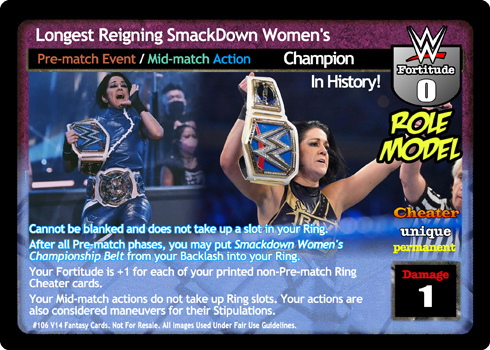 Longest Reigning SmackDown Women's
Champion
In History!
Pre-match Event / Mid-match Action
W
Fortitude
0
ROLE
MODEL
Cheater
unique
permanent
Damage
1
Cannot be blanked and does not take up a slot in your Ring.
After all Pre-match phases, you may put Smackdown Women's
Championship Belt from your Backlash into your Ring.
Your Fortitude is +1 for each of your printed non-Pre-match Ring
Cheater cards.
Your Mid-match actions do not take up Ring slots. Your actions are
also considered maneuvers for their Stipulations.
#106 V14 Fantasy Cards. Not For Resale. All Images Used Under Fair Use Guidelines.